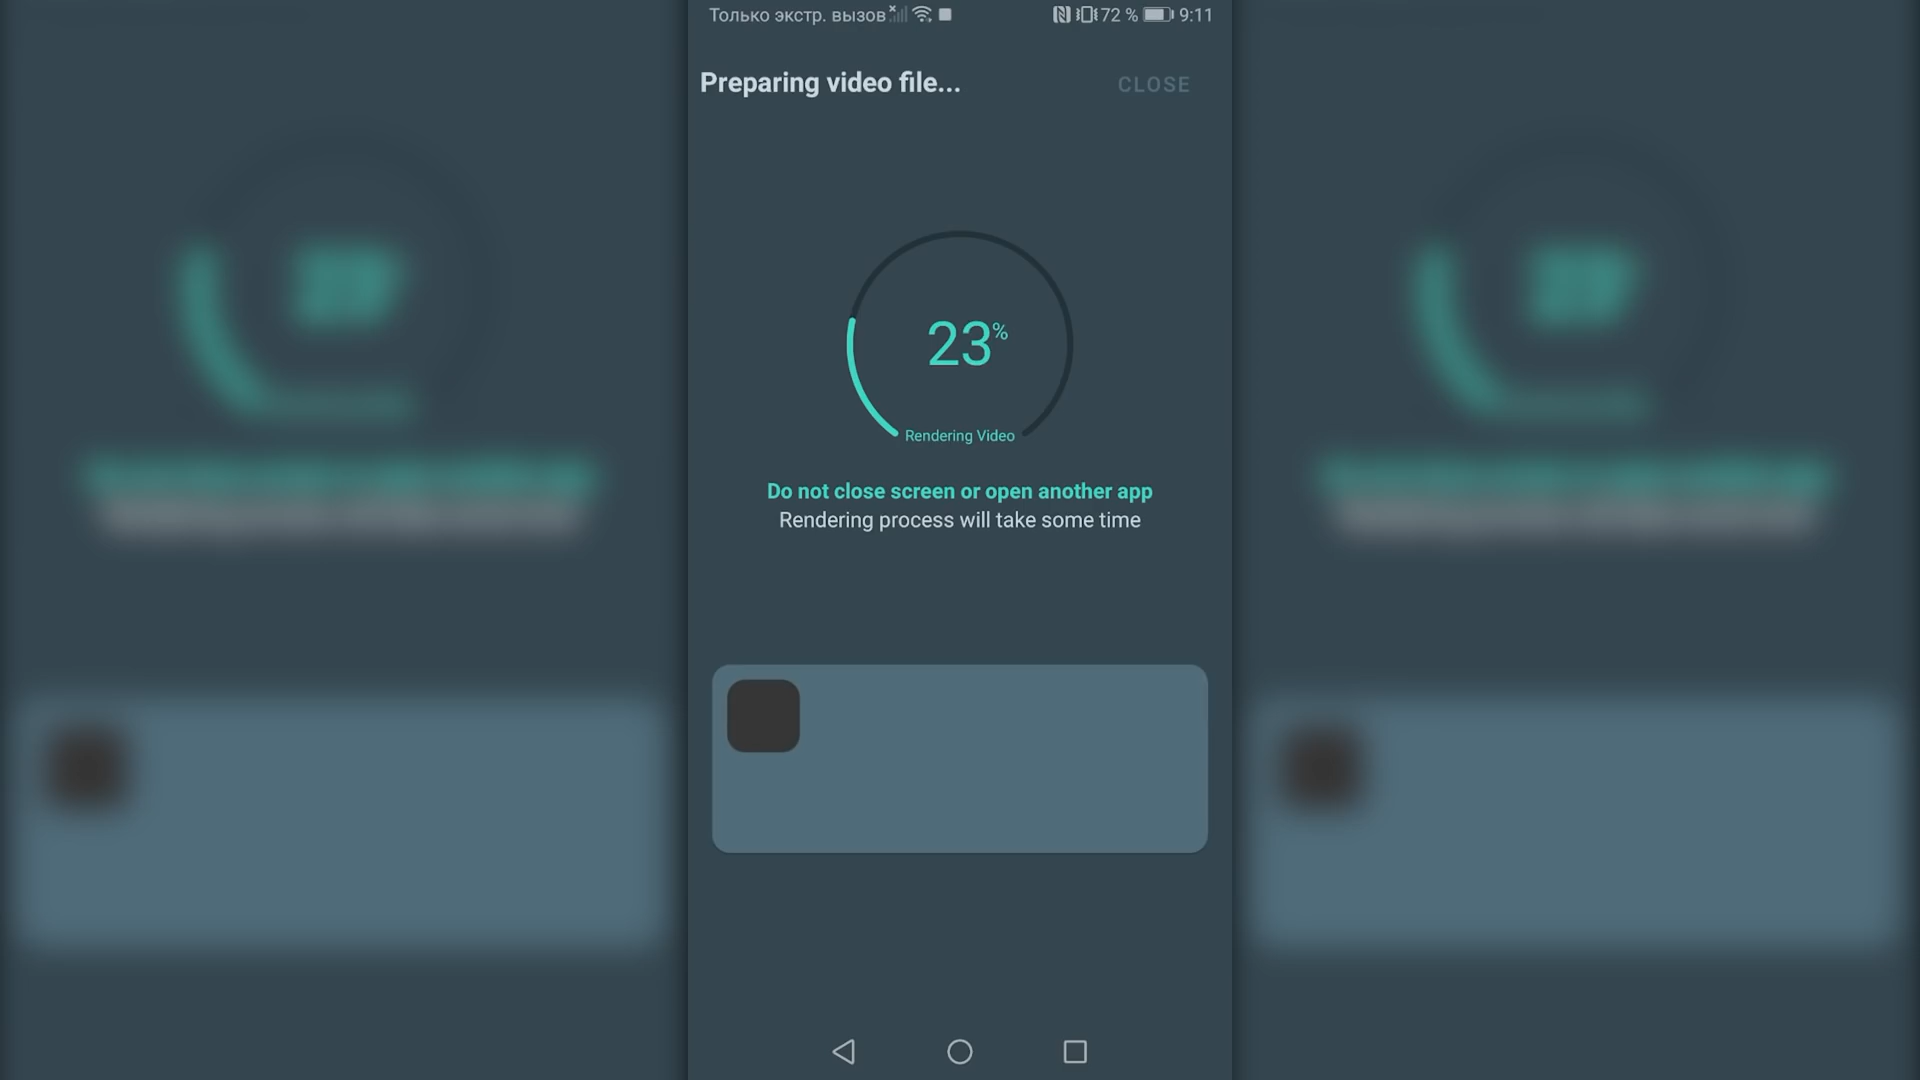 Только экстр. вызов 72 % 9:11
Preparing video file... CLOSE
23%
Rendering Video
Do not close screen or open another app
Rendering process will take some time